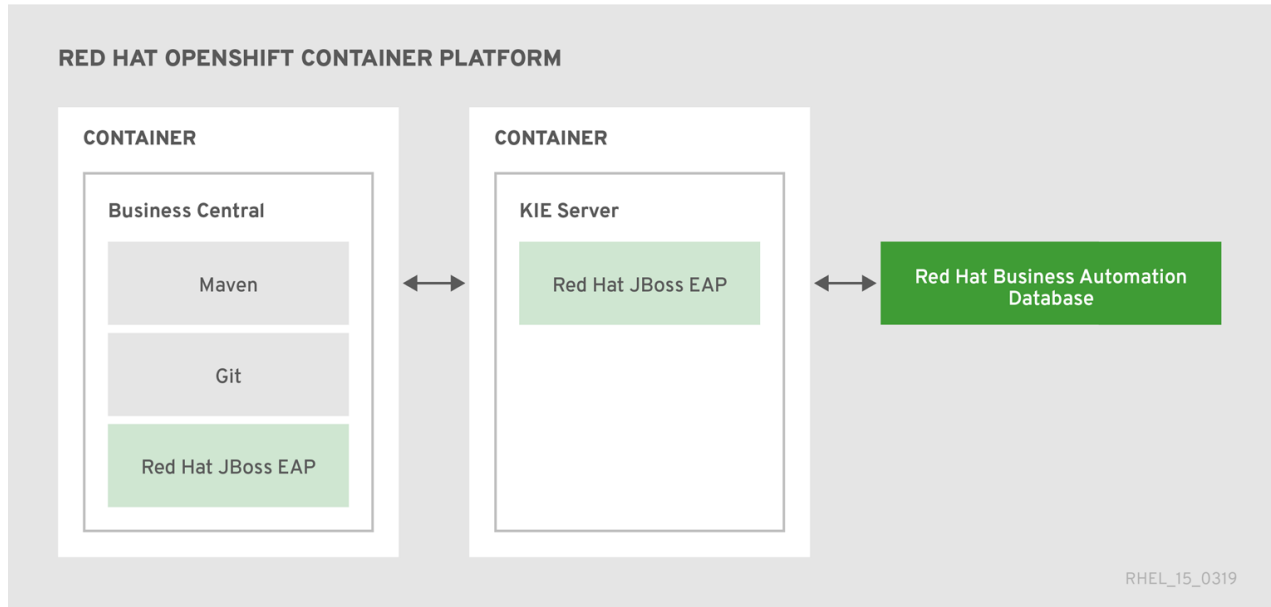 RED HAT OPENSHIFT CONTAINER PLATFORM
CONTAINER
Business Central
Maven
Git
Red Hat JBoss EAP
CONTAINER
KIE Server
Red Hat JBoss EAP
Red Hat Business Automation
Database
RHEL_15_0319